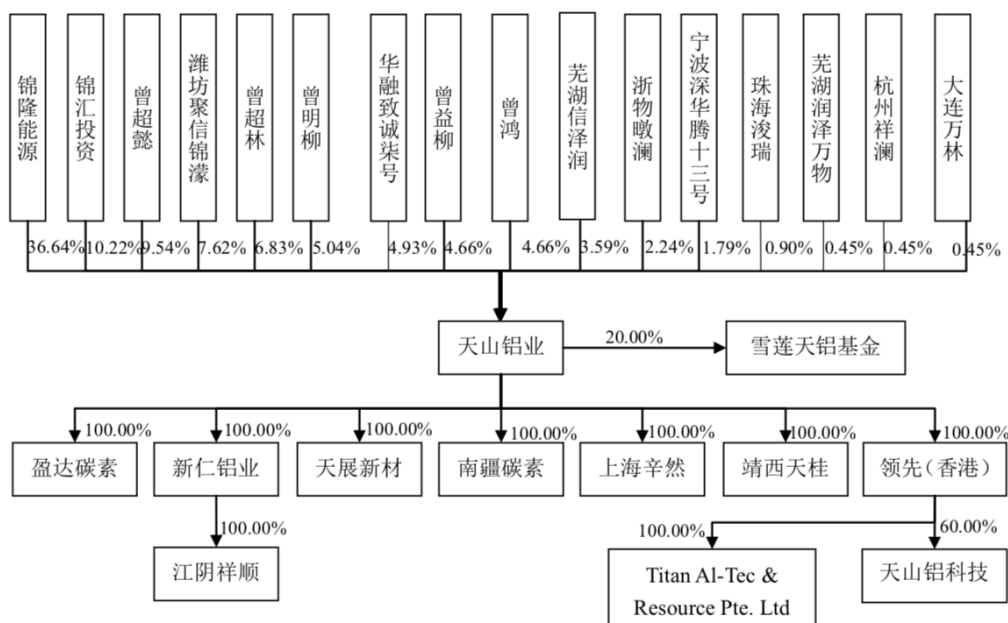 锦隆能源
锦汇投资
曾超懿
潍坊聚信锦濛
曾超林
曾明柳
华融致诚柒号
曾益柳
曾鸿
芜湖信泽润
浙物暾澜
宁波深华腾十三号
珠海浚瑞
芜湖润泽万物
杭州祥澜
大连万林
36.64%
10.22%
9.54%
7.62%
6.83%
5.04%
4.93%
4.66%
4.66%
3.59%
2.24%
1.79%
0.90%
0.45%
0.45%
0.45%
天山铝业
20.00%
雪莲天铝基金
100.00%
100.00%
100.00%
100.00%
100.00%
100.00%
100.00%
盈达碳素
新仁铝业
天展新材
南疆碳素
上海辛然
靖西天桂
领先（香港）
100.00%
100.00%
60.00%
江阴祥顺
Titan Al-Tec &
Resource Pte. Ltd
天山铝科技